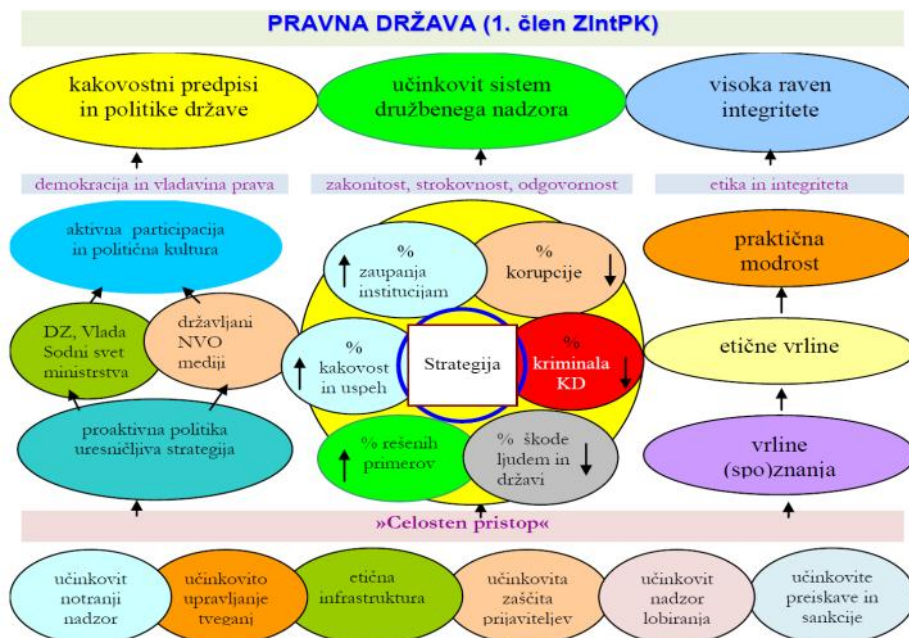 PRAVNA DRŽAVA (1. člen ZIntPK)
kakovostni predpisi
in politike države
učinkovit sistem
družbenega nadzora
visoka raven
integritete
demokracija in vladavina prava
zakonitost, strokovnost, odgovornost
etika in integriteta
aktivna participacija
in politična kultura
DZ, Vlada
Sodni svet
ministrstva
državljani
NVO
mediji
proaktivna politika
uresničljiva strategija
%
zaupanja
institucijam
%
korupcije
%
kakovost
in uspeh
Strategija
%
kriminala
KD
% rešenih
primerov
% škode
ljudem in
državi
praktična
modrost
etične vrline
vrline
(spo)znanja
»Celosten pristop«
učinkovit
notranji
nadzor
učinkovito
upravljanje
tveganj
etična
infrastruktura
učinkovita
zaščita
prijaviteljev
učinkovit
nadzor
lobiranja
učinkovite
preiskave in
sankcije